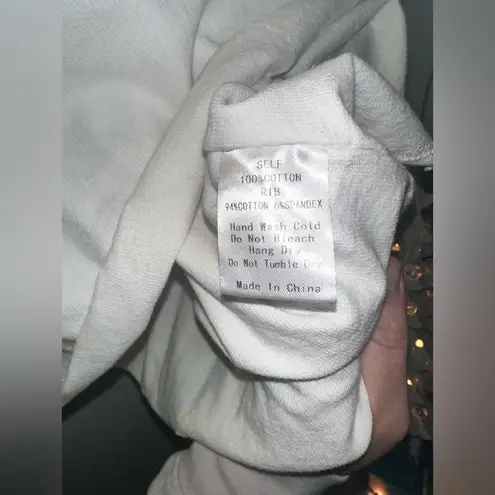 SELF
100%COTTON
RIB
94%COTTON 6%SPANDEX
Hand Wash Cold
Do Not Bleach
Hang Dry
Do Not Tumble Dry
Made In China